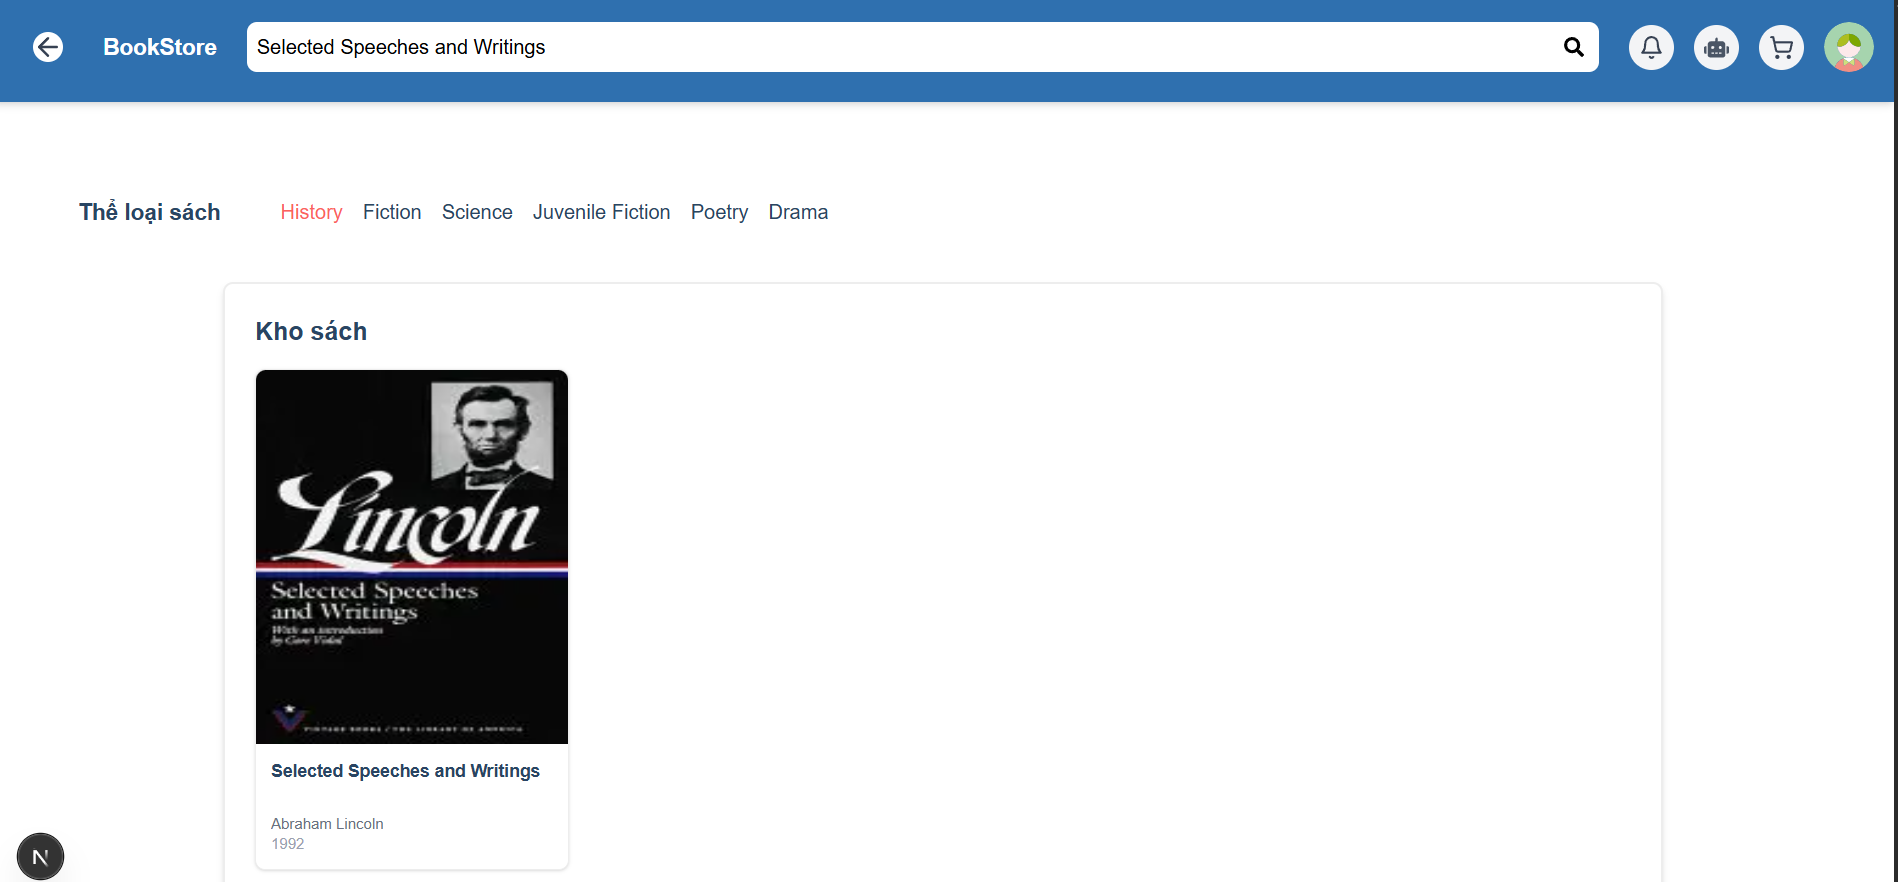 BookStore
Selected Speeches and Writings
Thể loại sách
History Fiction Science Juvenile Fiction Poetry Drama
Kho sách
Lincoln
Selected Speeches
and Writings
With an introduction
by Gore Vidal
VINTAGE BOOKS / THE LIBRARY OF AMERICA
Selected Speeches and Writings
Abraham Lincoln
1992
N